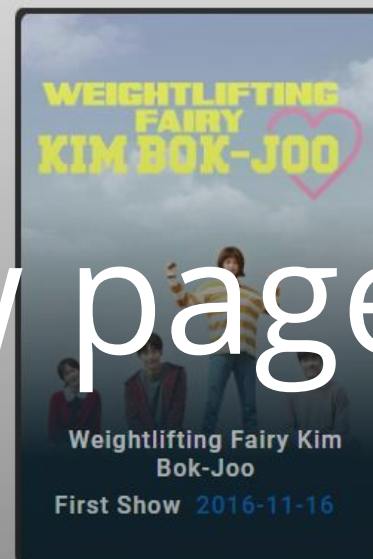 WEIGHTLIFTING
FAIRY
KIM BOK-JOO
page
Weightlifting Fairy Kim
Bok-Joo
First Show 2016-11-16